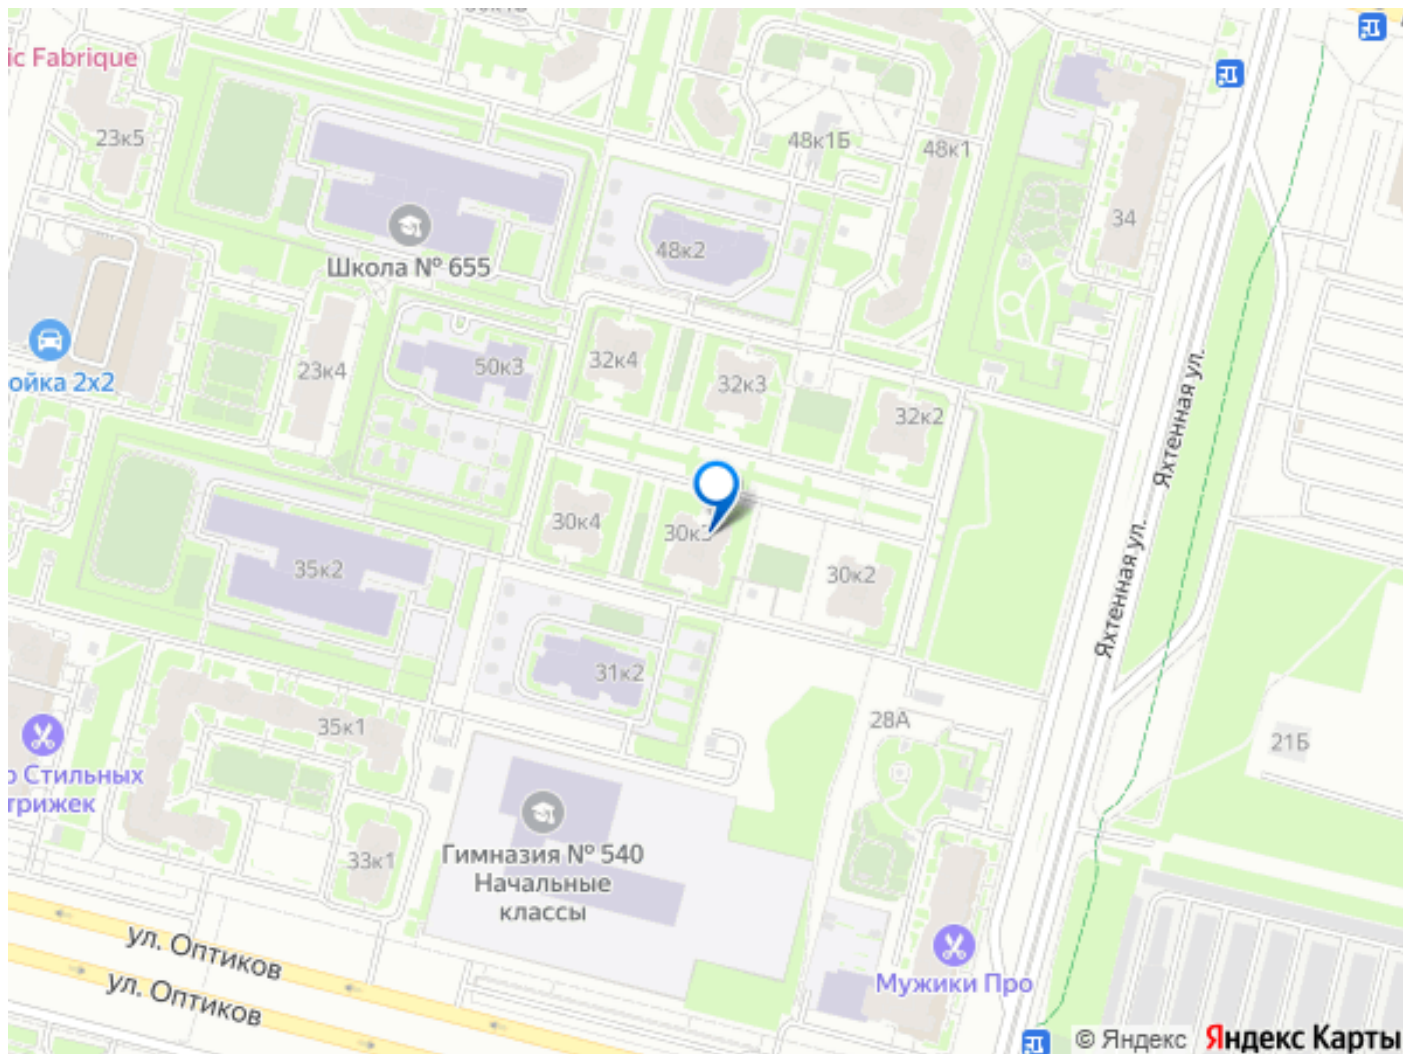 ic Fabrique
23к5
48к1Б
48к1
34
Школа № 655
48к2
ойка 2х2
23к4
50к3
32к4
32к3
32к2
Яхтенная ул.
30к4
30к3
30к2
Яхтенная ул.
35к2
31к2
28А
21Б
35к1
о Стильных
трижек
33к1
Гимназия № 540
Начальные
классы
ул. Оптиков
ул. Оптиков
Мужики Про
© Яндекс Яндекс Карты